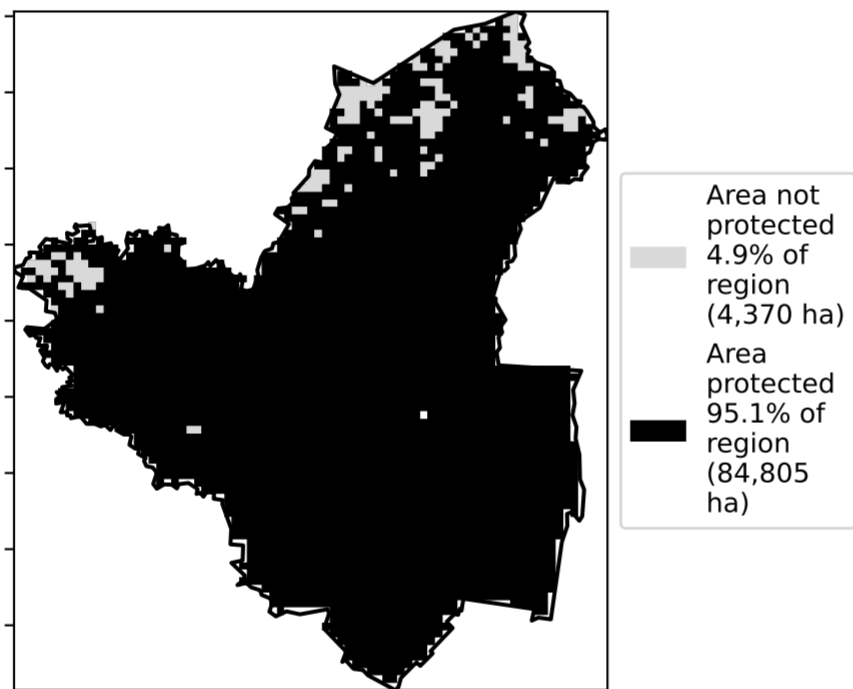 Area not
protected
4.9% of
region
(4,370 ha)
Area
protected
95.1% of
region
(84,805
ha)